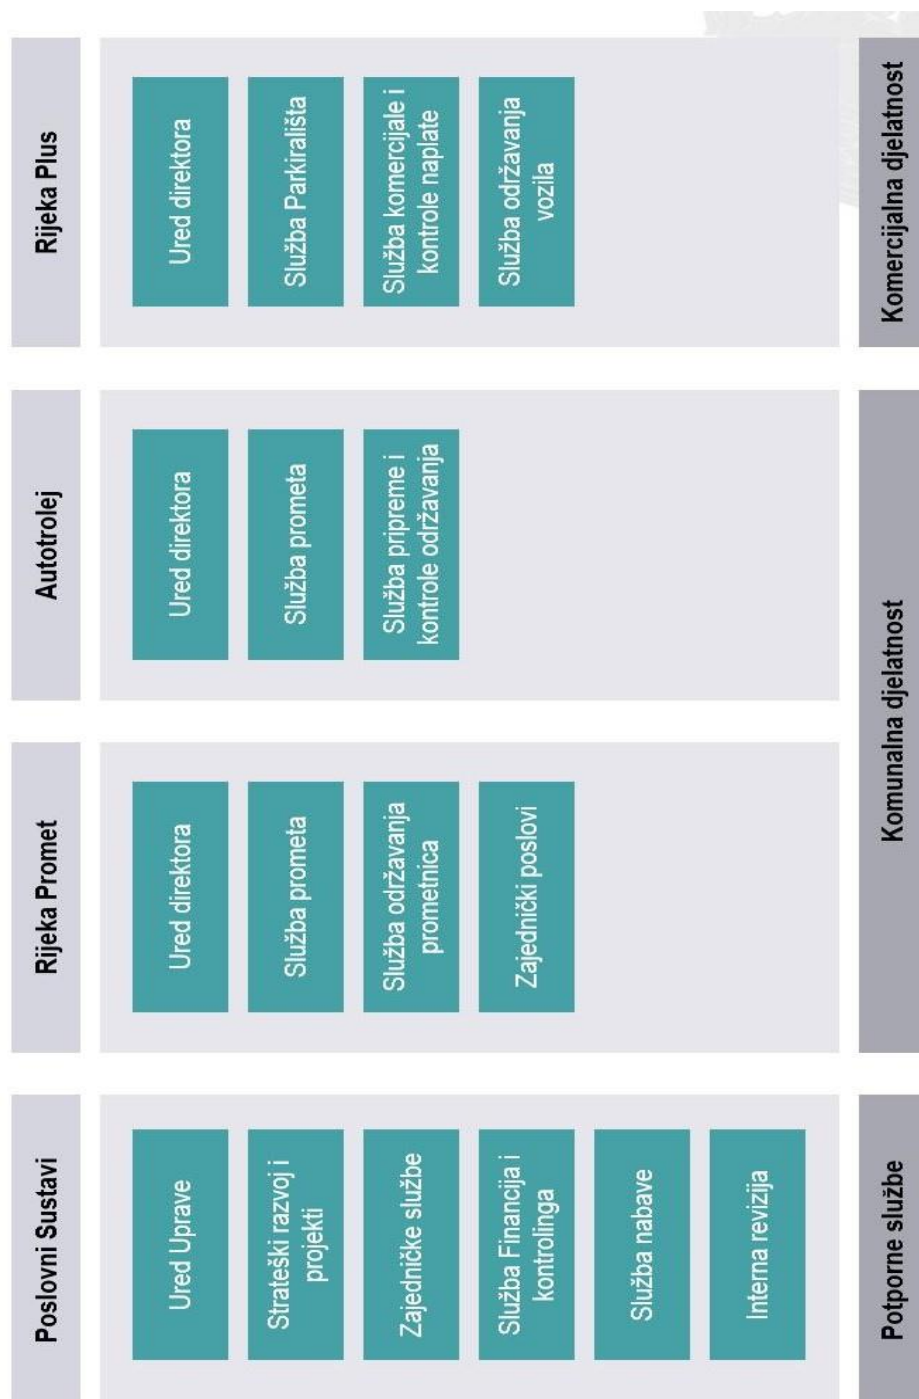 Poslovni Sustavi
Ured Uprave
Strateški razvoj i
projekti
Zajedničke službe
Služba Financija i
kontrolinga
Služba nabave
Interna revizija
Potporne službe
Rijeka Promet
Ured direktora
Služba prometa
Služba održavanja
prometnica
Zajednički poslovi
Autotrolej
Ured direktora
Služba prometa
Služba pripreme i
kontrole održavanja
Komunalna djelatnost
Rijeka Plus
Ured direktora
Služba Parkirališta
Služba komercijale i
kontrole naplate
Služba održavanja
vozila
Komercijalna djelatnost